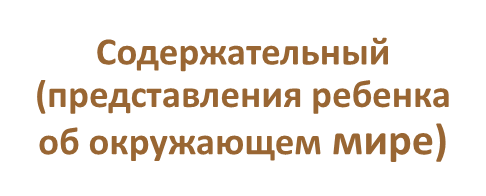 Содержательный
(представления ребенка
об окружающем мире)